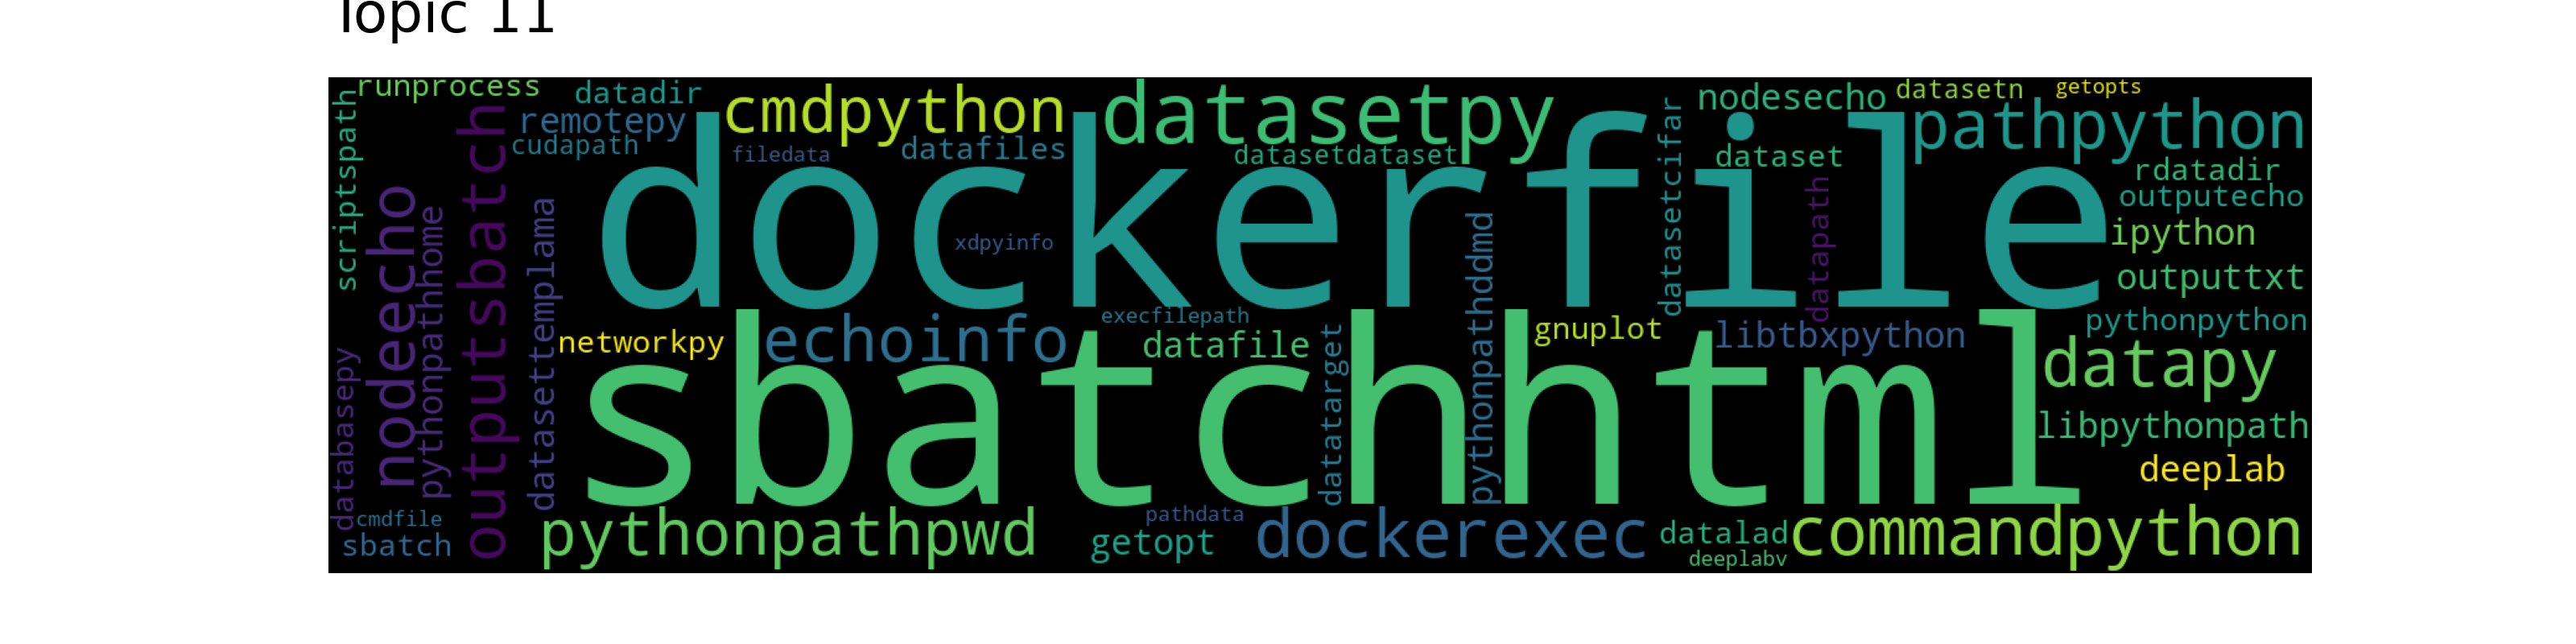 Topic 11
runprocess
datadir
cmdpython
datasetpy
nodesecho
datasetn
getopts
remotepy
pathpython
cudapath
filedata
datafiles
datasetdataset
dataset
dockerfile
rdatadir
outputecho
scriptspath
nodeecho
pythonpathhome
outputsbatch
datasettemplama
xdpyinfo
pythonpathddmd
datasetcifar
datapath
ipython
outputtxt
execfilepath
pythonpython
networkpy
echoinfo
datafile
gnuplot
libtbxpython
datapy
sbatchhtml
datatarget
databasepy
libpythonpath
deeplab
cmdfile
sbatch
pythonpathpwd
pathdata
getopt
dockerexec
datalad
deeplabv
commandpython